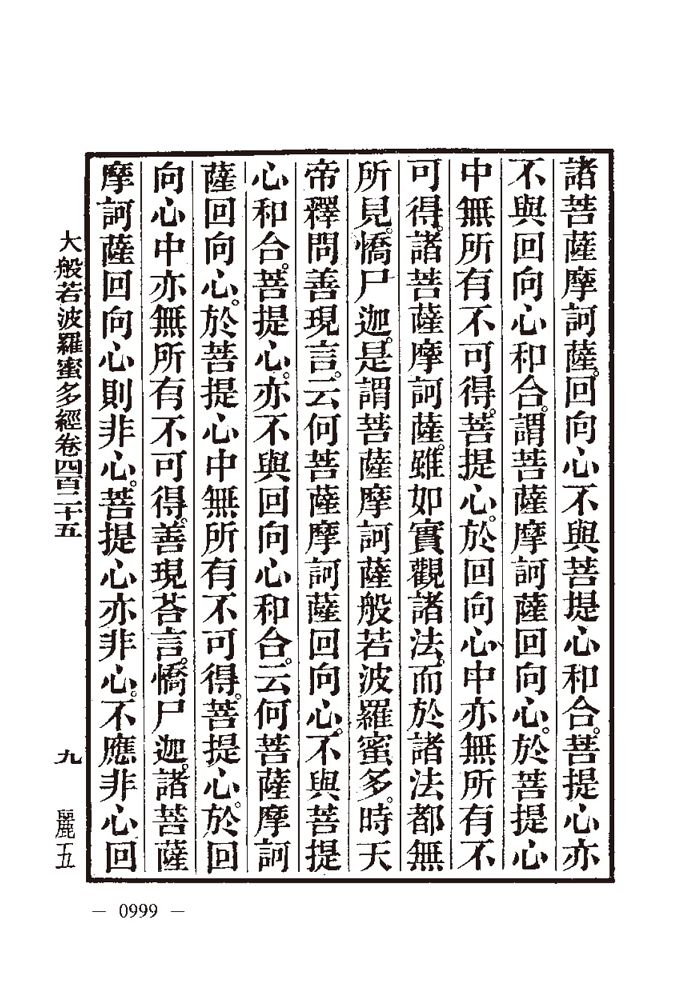 諸菩薩摩訶薩。回向心不與菩提心和合。菩提心亦
不與回向心和合。謂菩薩摩訶薩回向心。於菩提心
中無所有不可得。菩提心。於回向心中亦無所有不
可得。諸菩薩摩訶薩。雖如實觀諸法。而於諸法都無
所見。憍尸迦。是謂菩薩摩訶薩般若波羅蜜多。時天
帝釋問善現言。云何菩薩摩訶薩回向心。不與菩提
心和合。菩提心。亦不與回向心和合。云何菩薩摩訶
薩回向心。於菩提心中無所有不可得。菩提心。於回
向心中亦無所有不可得。善現荅言。憍尸迦。諸菩薩
摩訶薩回向心則非心。菩提心亦非心。不應非心回
大般若波羅蜜多經卷四百二十五
九
麗五
— 0999 —